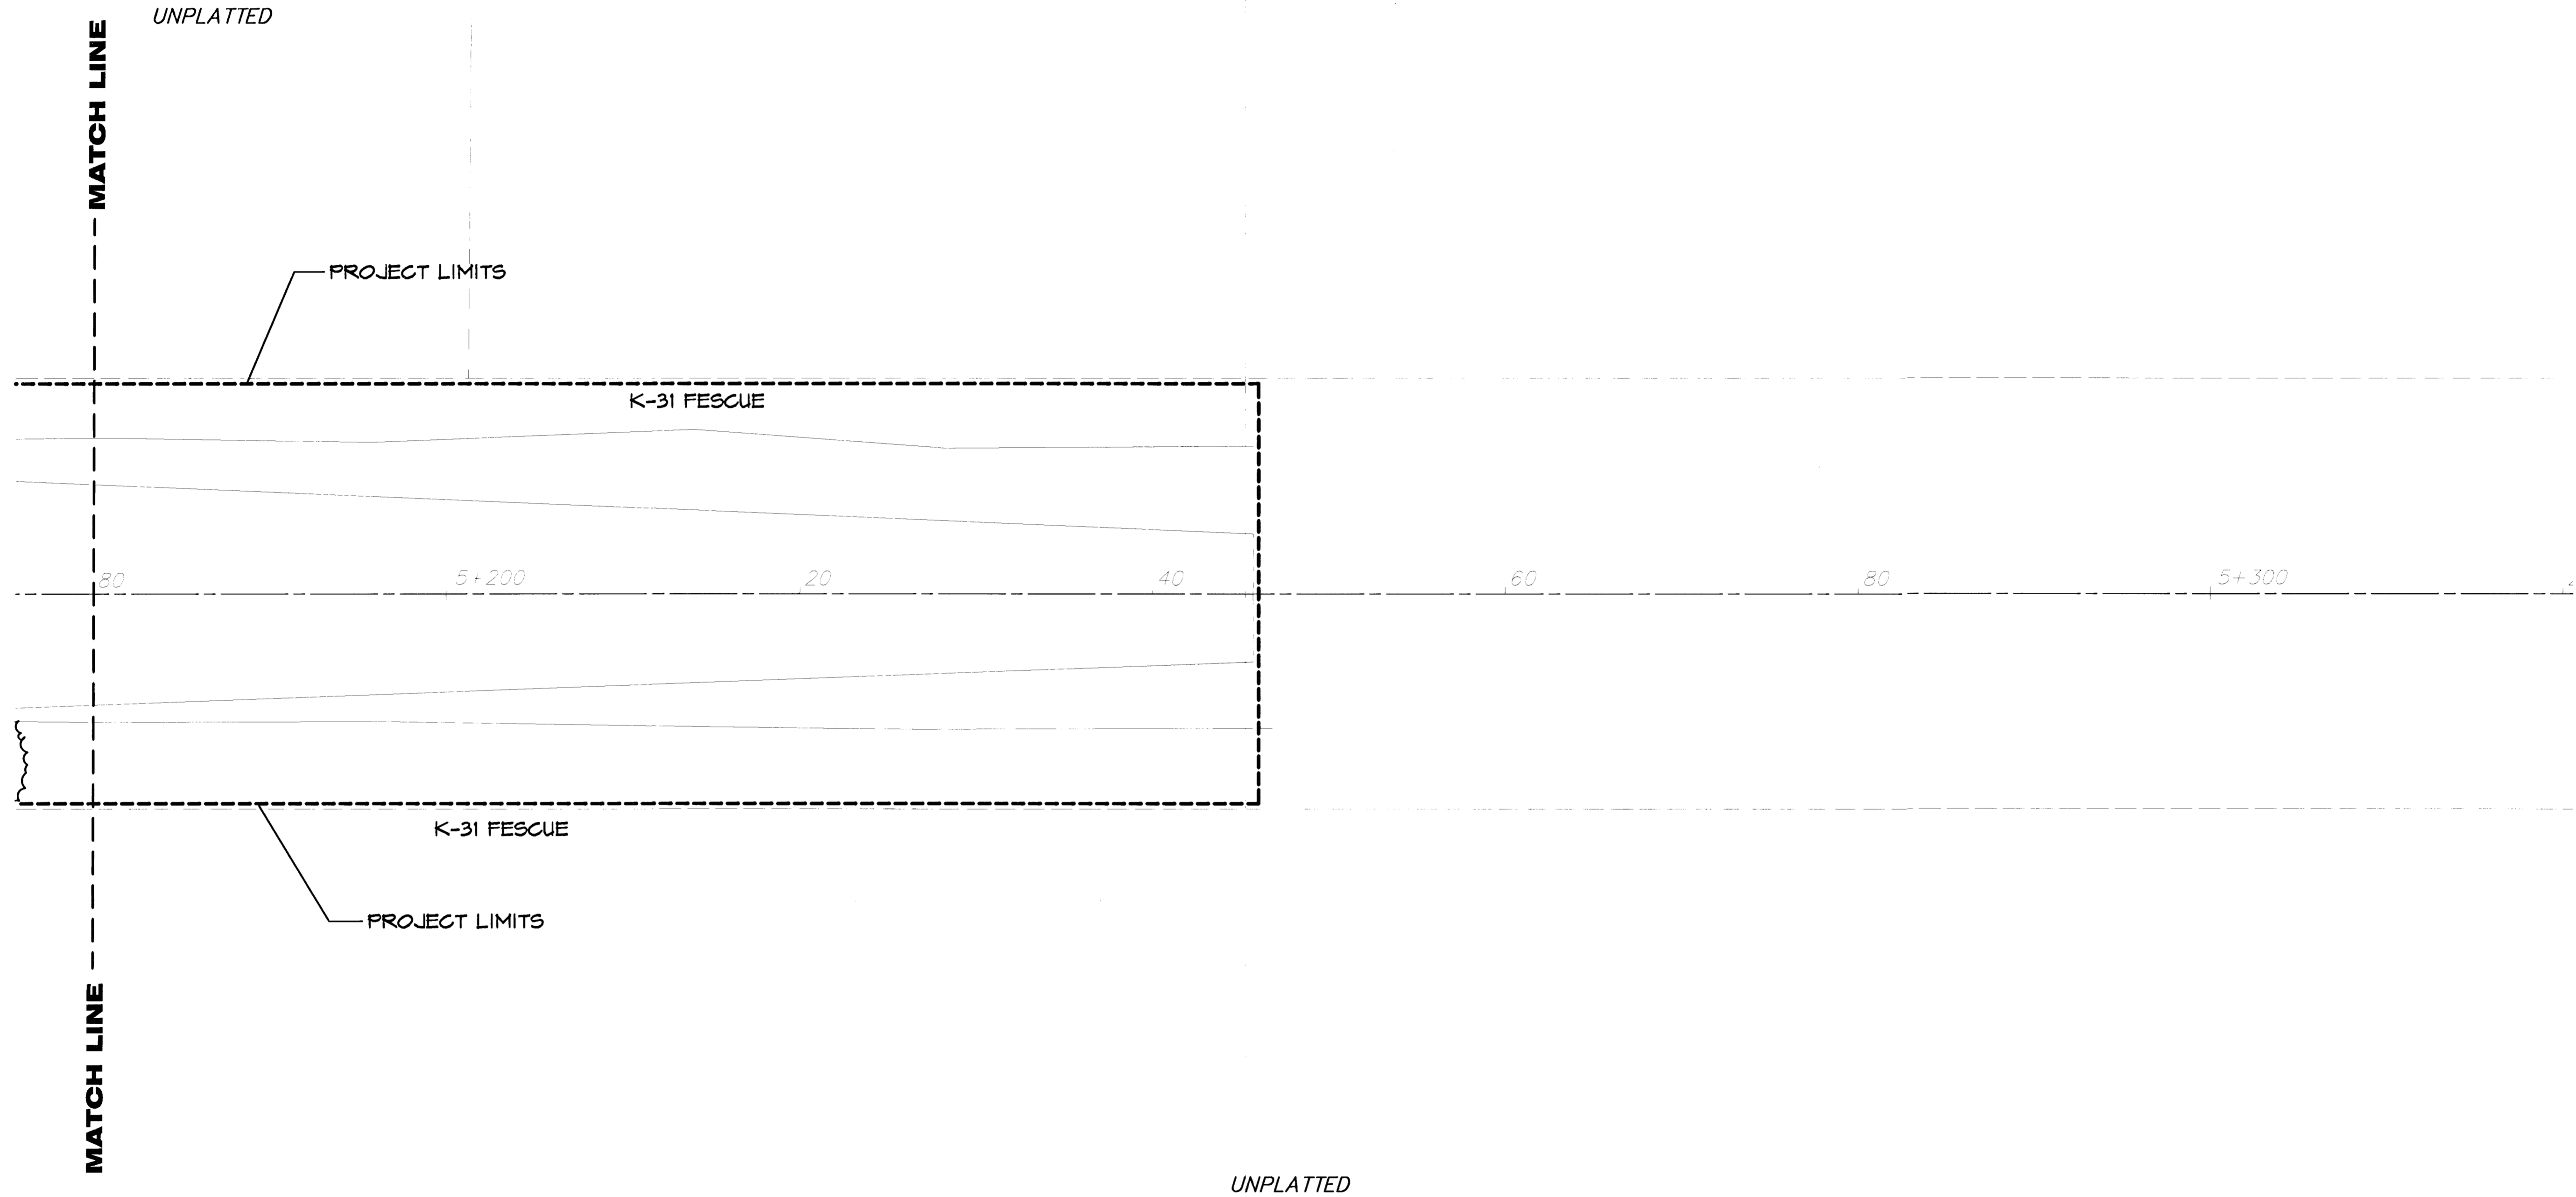 UNPLATTED
MATCH LINE
PROJECT LIMITS
K-31 FESCUE
80
5+200
20
40
60
80
5+300
K-31 FESCUE
PROJECT LIMITS
MATCH LINE
UNPLATTED